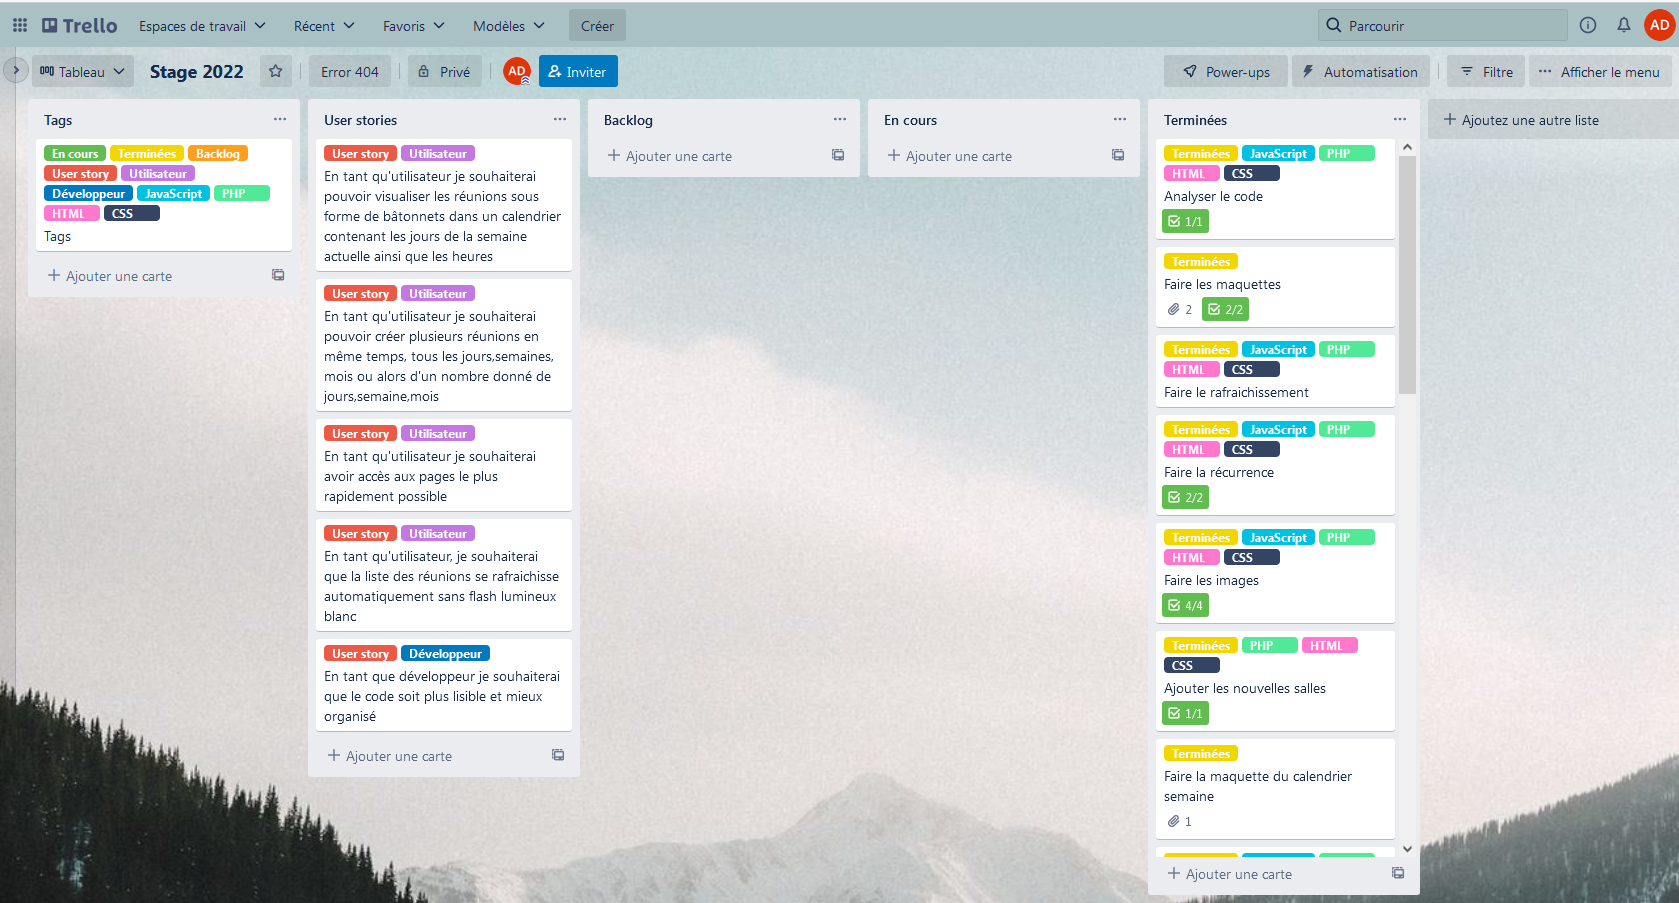 Trello
Espaces de travail
Récent
Favoris
Modèles
Créer
Parcourir
AD
Tableau
Stage 2022
Error 404
Privé
AD
Inviter
Power-ups
Automatisation
Filtre
Afficher le menu
Tags
En cours Terminées Backlog
User story Utilisateur
Développeur JavaScript PHP
HTML CSS
Tags
Ajouter une carte
User stories
User story Utilisateur
En tant qu'utilisateur je souhaiterai
pouvoir visualiser les réunions sous
forme de bâtonnets dans un calendrier
contenant les jours de la semaine
actuelle ainsi que les heures
User story Utilisateur
En tant qu'utilisateur je souhaiterai
pouvoir créer plusieurs réunions en
même temps, tous les jours,semaines,
mois ou alors d'un nombre donné de
jours,semaine,mois
User story Utilisateur
En tant qu'utilisateur je souhaiterai
avoir accès aux pages le plus
rapidement possible
User story Utilisateur
En tant qu'utilisateur, je souhaiterai
que la liste des réunions se rafraichisse
automatiquement sans flash lumineux
blanc
User story Développeur
En tant que développeur je souhaiterai
que le code soit plus lisible et mieux
organisé
Ajouter une carte
Backlog
Ajouter une carte
En cours
Ajouter une carte
Terminées
Terminées JavaScript PHP
HTML CSS
Analyser le code
1/1
Terminées
Faire les maquettes
2 2/2
Terminées JavaScript PHP
HTML CSS
Faire le rafraichissement
Terminées JavaScript PHP
HTML CSS
Faire la récurrence
2/2
Terminées JavaScript PHP
HTML CSS
Faire les images
4/4
Terminées PHP HTML
CSS
Ajouter les nouvelles salles
1/1
Terminées
Faire la maquette du calendrier
semaine
1
Ajouter une carte
Ajoutez une autre liste